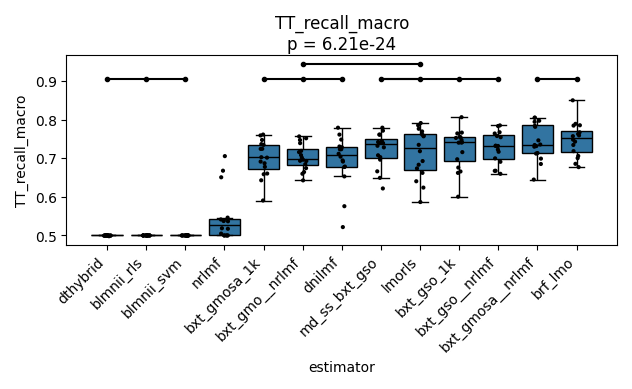 TT_recall_macro
p = 6.21e-24
TT_recall_macro
0.9
0.8
0.7
0.6
0.5
dthybrid
blmnii_rls
blmnii_svm
nrlmf
bxt_gmosa_1k
bxt_gmo__nrlmf
dnilmf
md_ss_bxt_gso
lmorls
bxt_gso_1k
bxt_gso__nrlmf
bxt_gmosa__nrlmf
brf_lmo
estimator